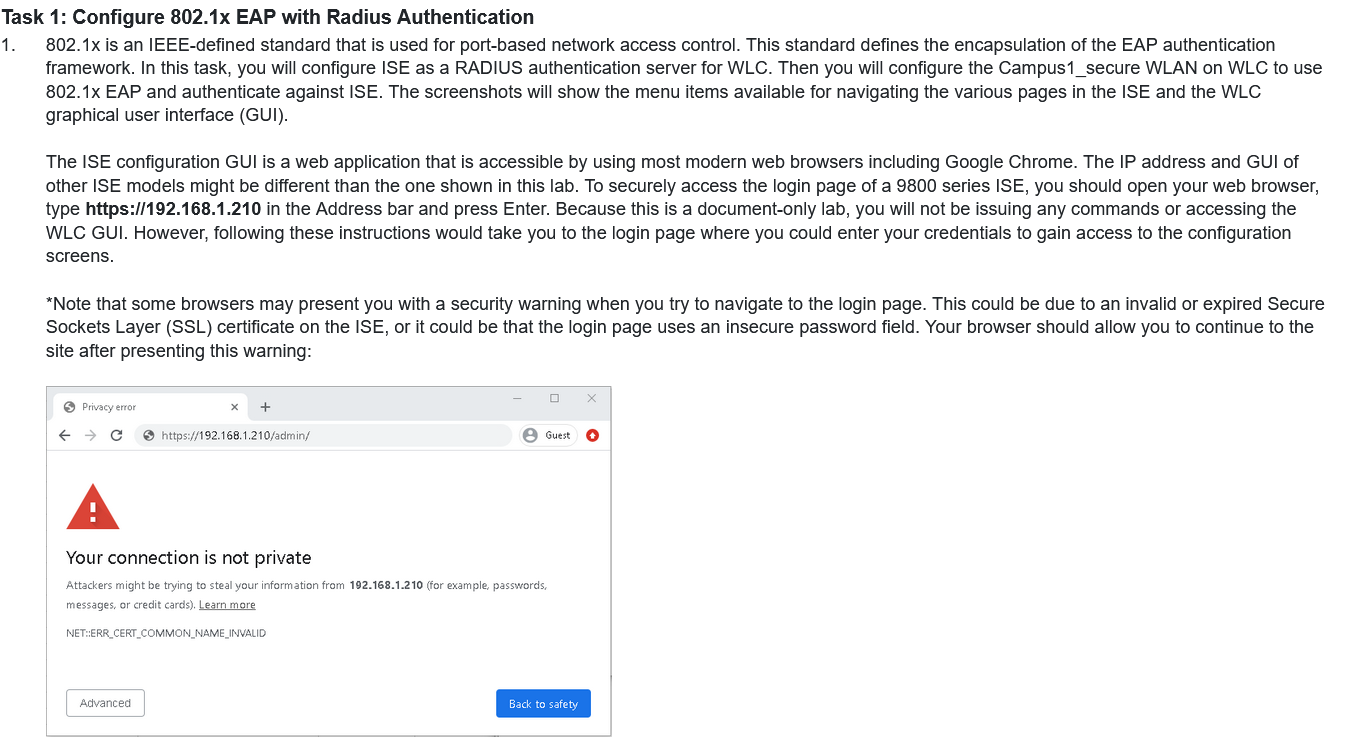 Task 1: Configure 802.1x EAP with Radius Authentication
1. 802.1x is an IEEE-defined standard that is used for port-based network access control. This standard defines the encapsulation of the EAP authentication
framework. In this task, you will configure ISE as a RADIUS authentication server for WLC. Then you will configure the Campus1_secure WLAN on WLC to use
802.1x EAP and authenticate against ISE. The screenshots will show the menu items available for navigating the various pages in the ISE and the WLC
graphical user interface (GUI).
The ISE configuration GUI is a web application that is accessible by using most modern web browsers including Google Chrome. The IP address and GUI of
other ISE models might be different than the one shown in this lab. To securely access the login page of a 9800 series ISE, you should open your web browser,
type https://192.168.1.210 in the Address bar and press Enter. Because this is a document-only lab, you will not be issuing any commands or accessing the
WLC GUI. However, following these instructions would take you to the login page where you could enter your credentials to gain access to the configuration
screens.
*Note that some browsers may present you with a security warning when you try to navigate to the login page. This could be due to an invalid or expired Secure
Sockets Layer (SSL) certificate on the ISE, or it could be that the login page uses an insecure password field. Your browser should allow you to continue to the
site after presenting this warning:
Privacy error
https://192.168.1.210/admin/
Guest
Your connection is not private
Attackers might be trying to steal your information from 192.168.1.210 (for example, passwords,
messages, or credit cards). Learn more
NET::ERR_CERT_COMMON_NAME_INVALID
Advanced
Back to safety